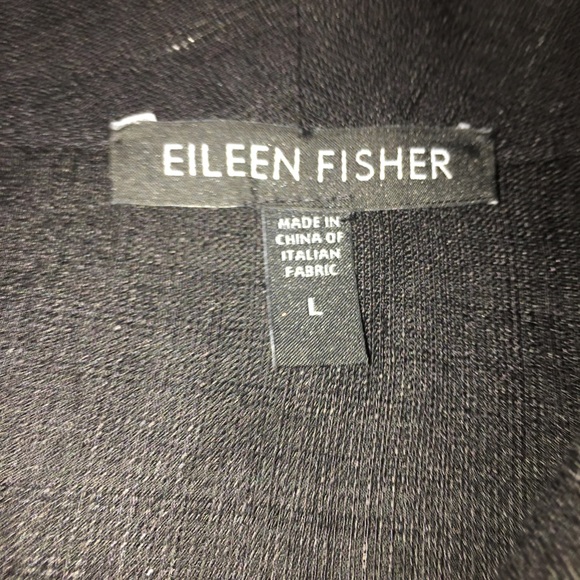 EILEEN FISHER
MADE IN
CHINA OF
ITALIAN
FABRIC
L